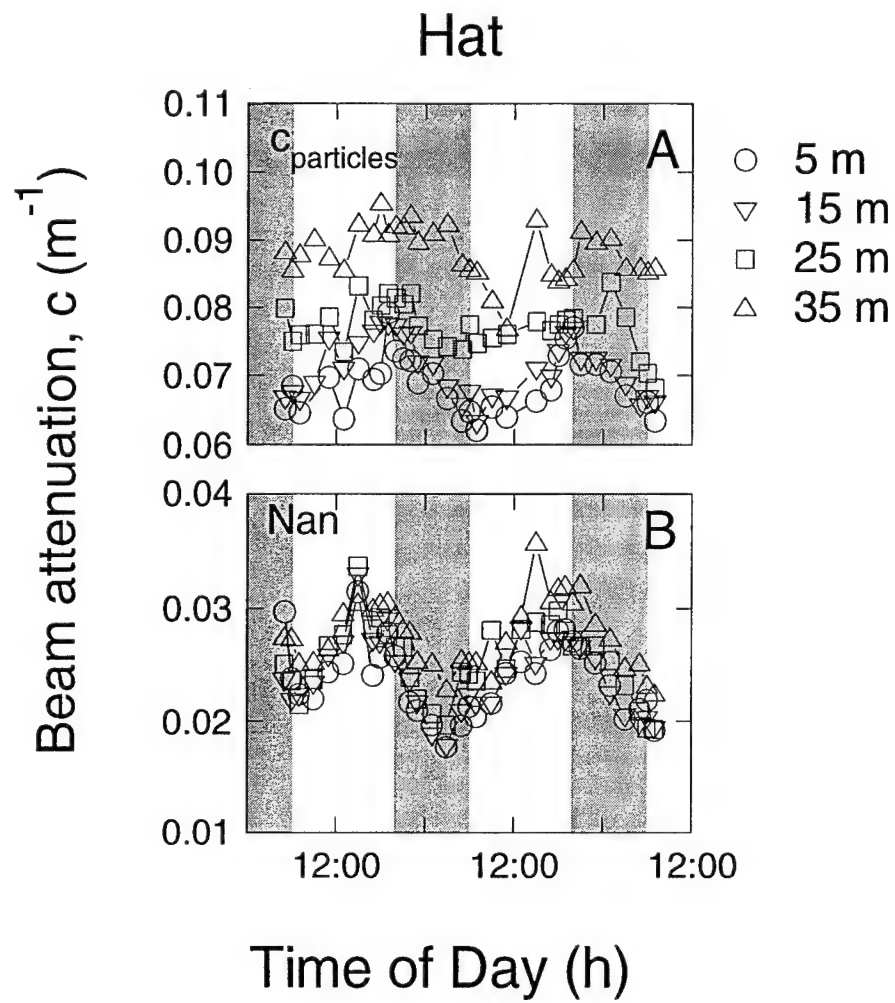 Hat
Beam attenuation, c (m-1)
0.11
0.10
0.09
0.08
0.07
0.06
cparticles
A
5 m
15 m
25 m
35 m
0.04
0.03
0.02
0.01
Nan
B
12:00
12:00
12:00
Time of Day (h)